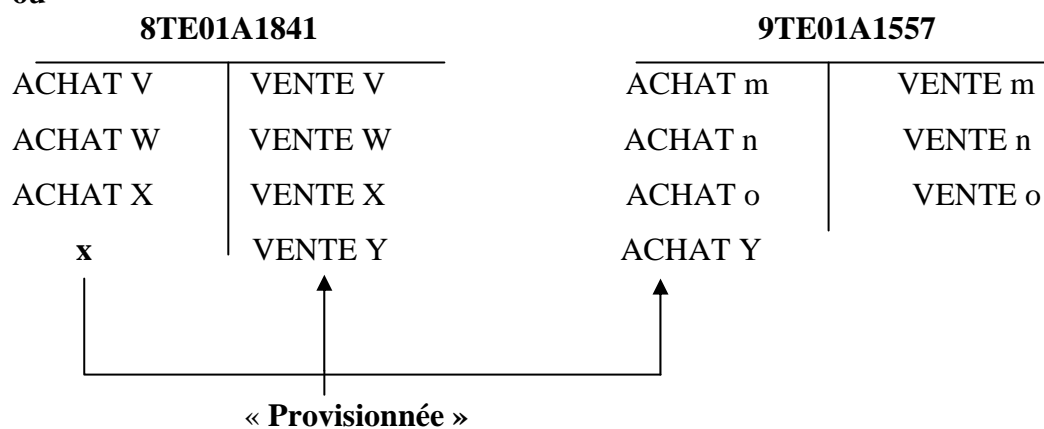 ou
8TE01A1841 9TE01A1557
ACHAT V VENTE V ACHAT m VENTE m
ACHAT W VENTE W ACHAT n VENTE n
ACHAT X VENTE X ACHAT o VENTE o
x VENTE Y ACHAT Y
« Provisionnée »